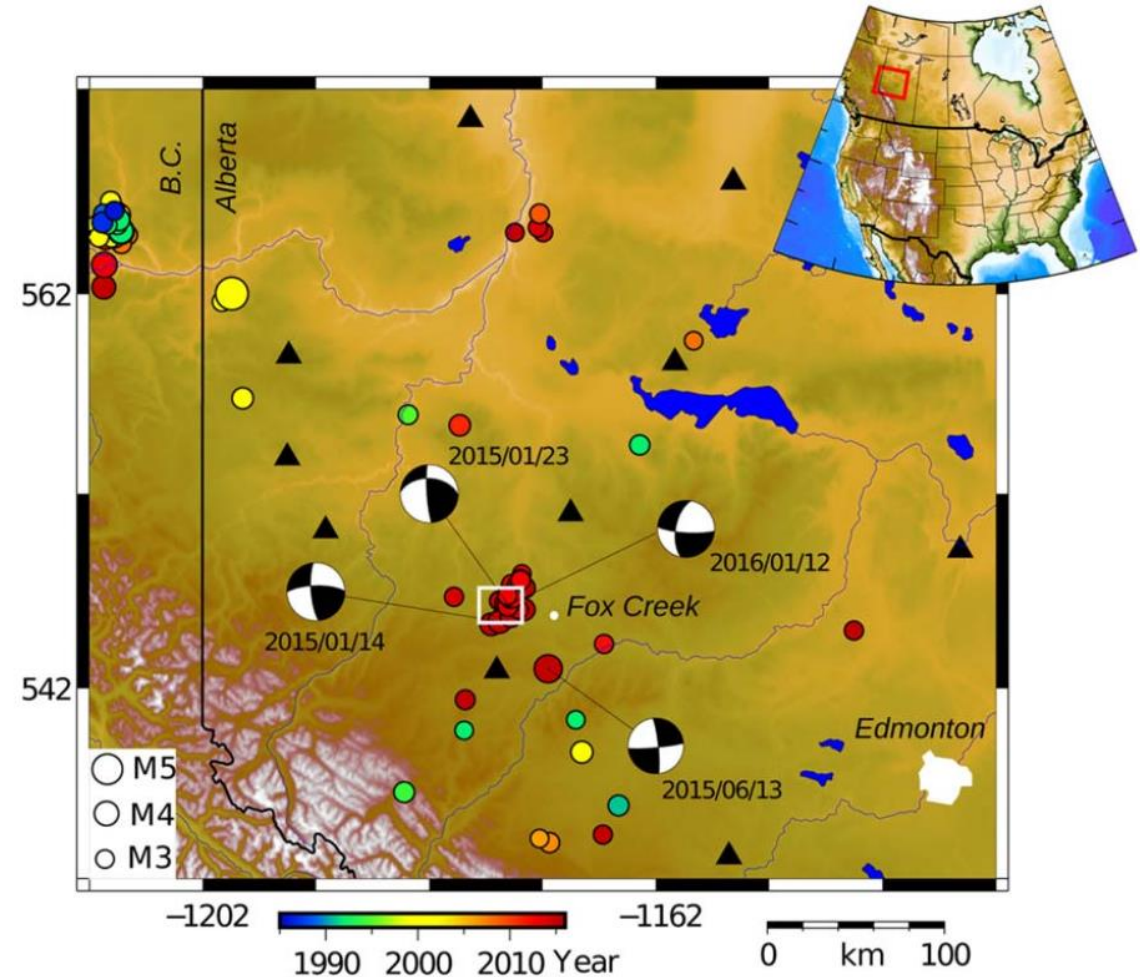 B.C.
Alberta
562
2015/01/23
2016/01/12
Fox Creek
2015/01/14
542
Edmonton
2015/06/13
M5
M4
M3
−1202
−1162
1990 2000 2010 Year
0 km 100